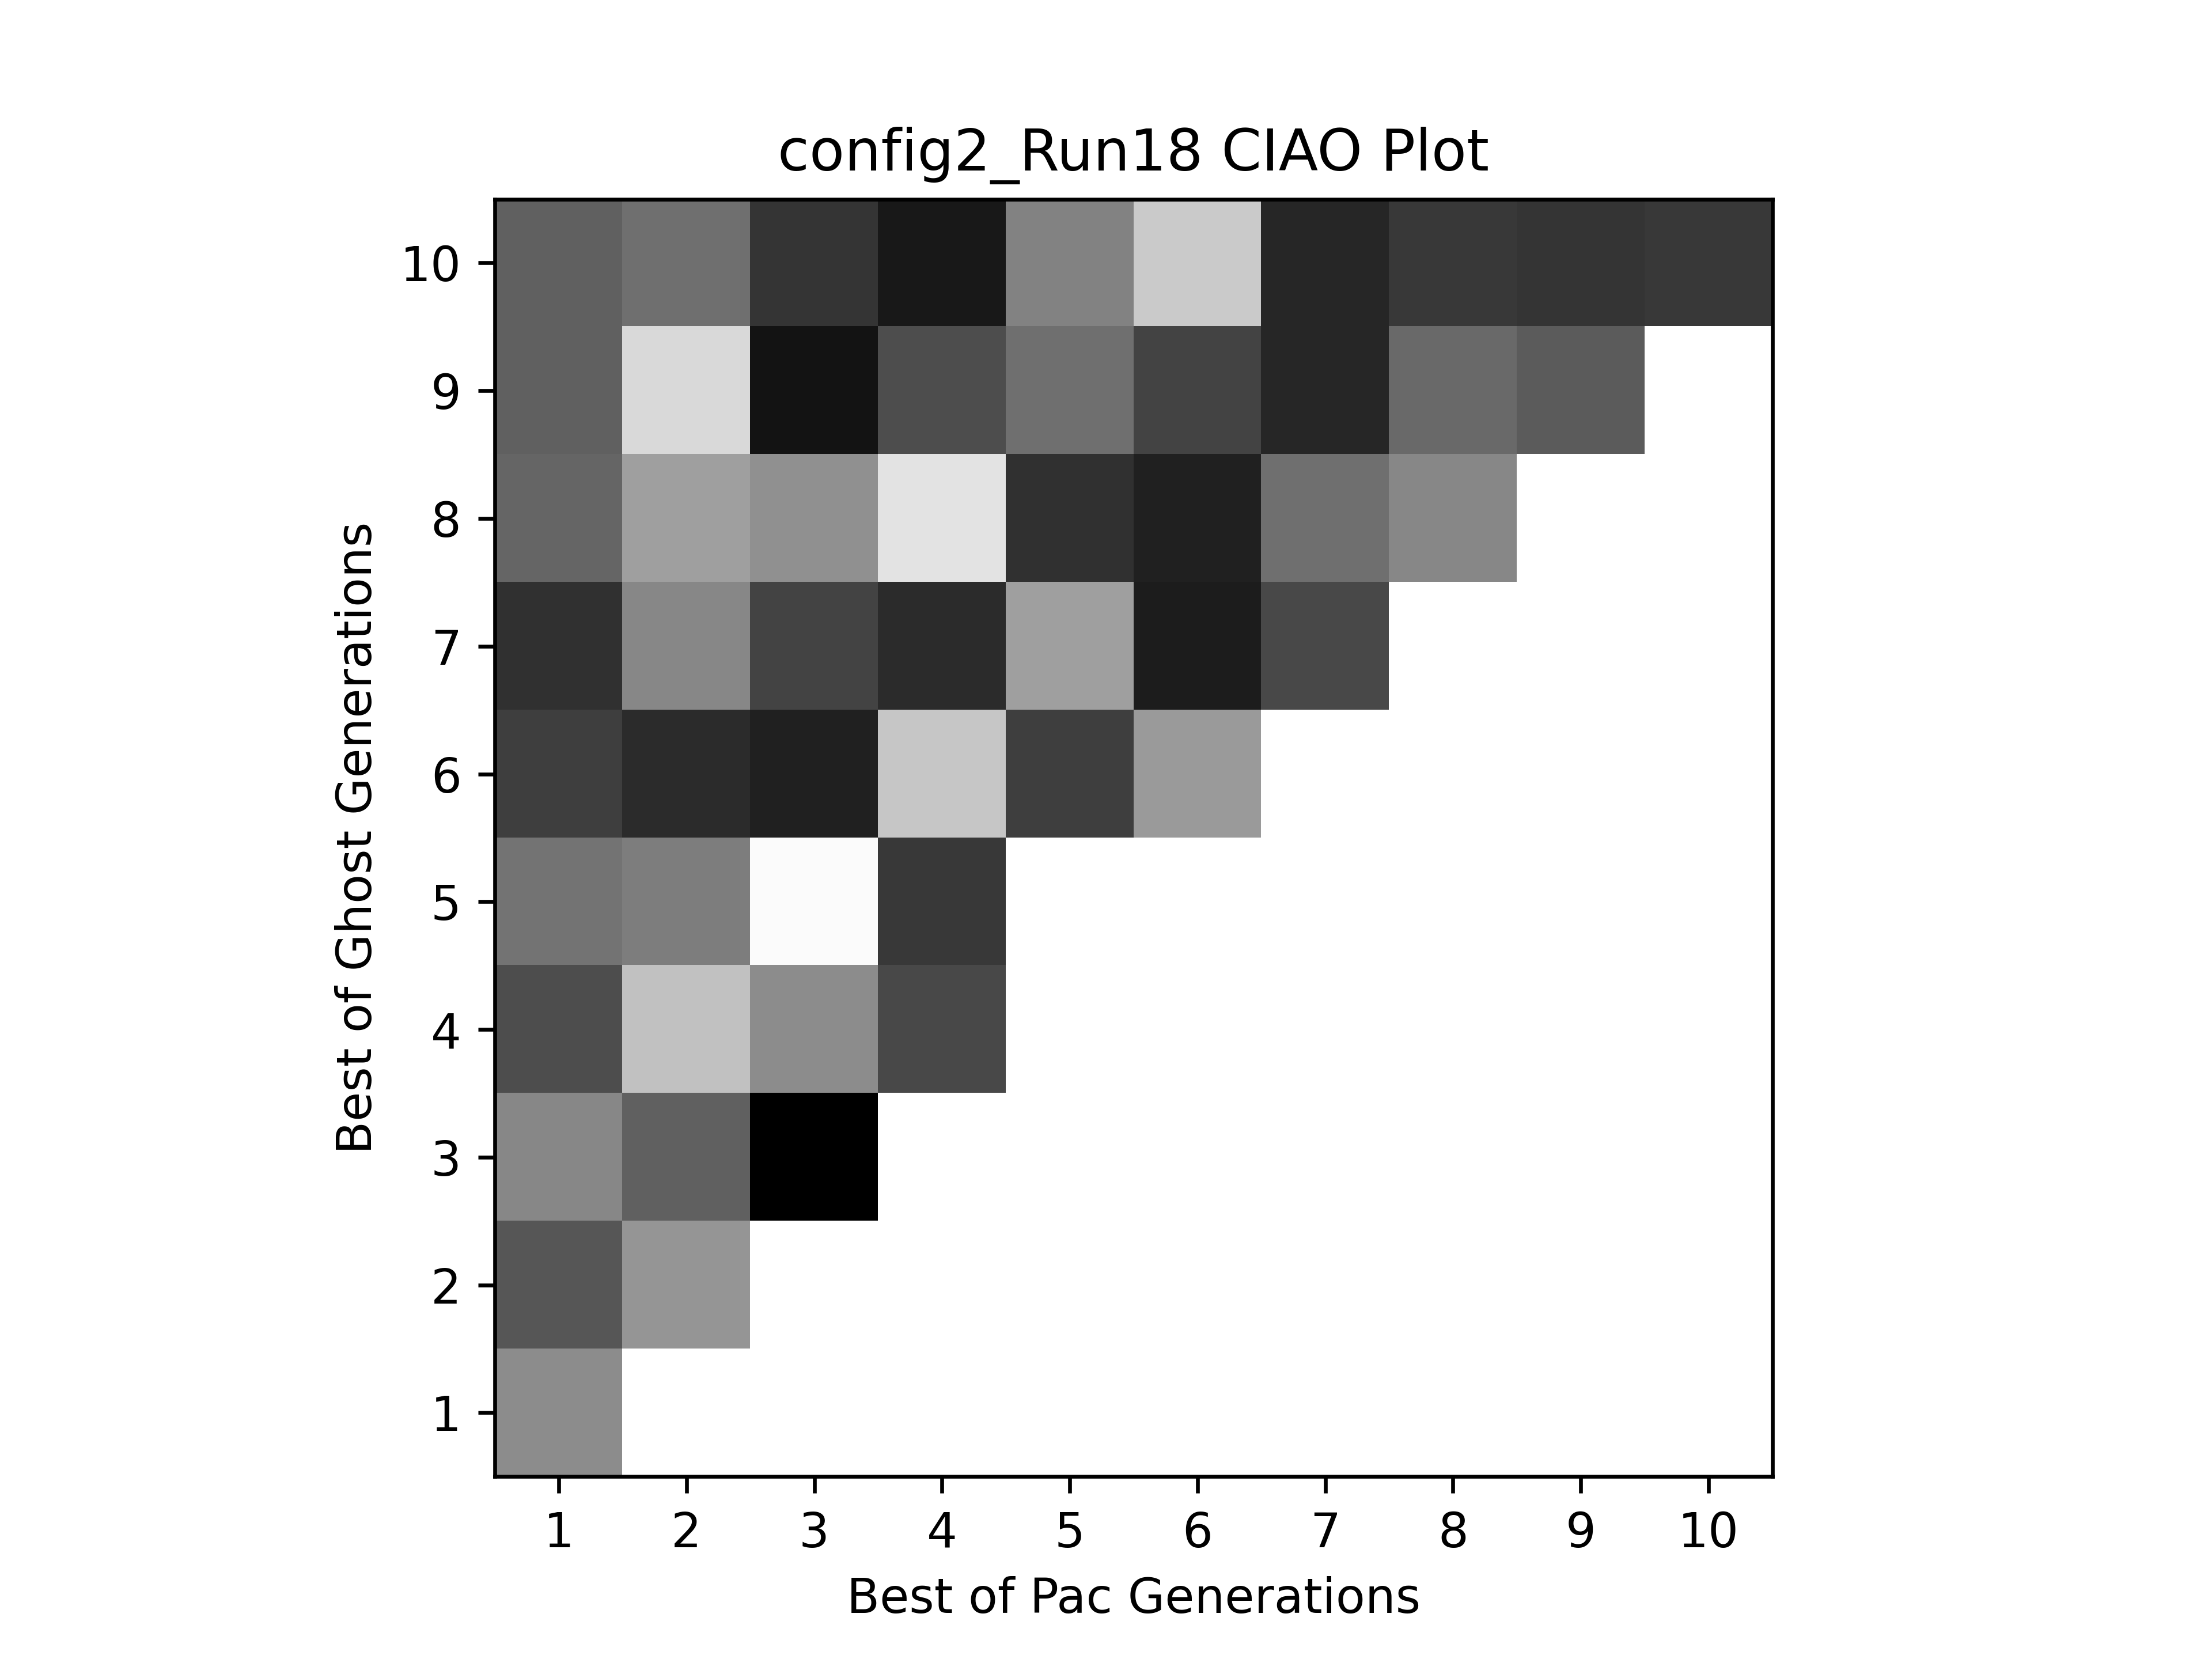 config2_Run18 CIAO Plot
Best of Ghost Generations
10
9
8
7
6
5
4
3
2
1
1 2 3 4 5 6 7 8 9 10
Best of Pac Generations